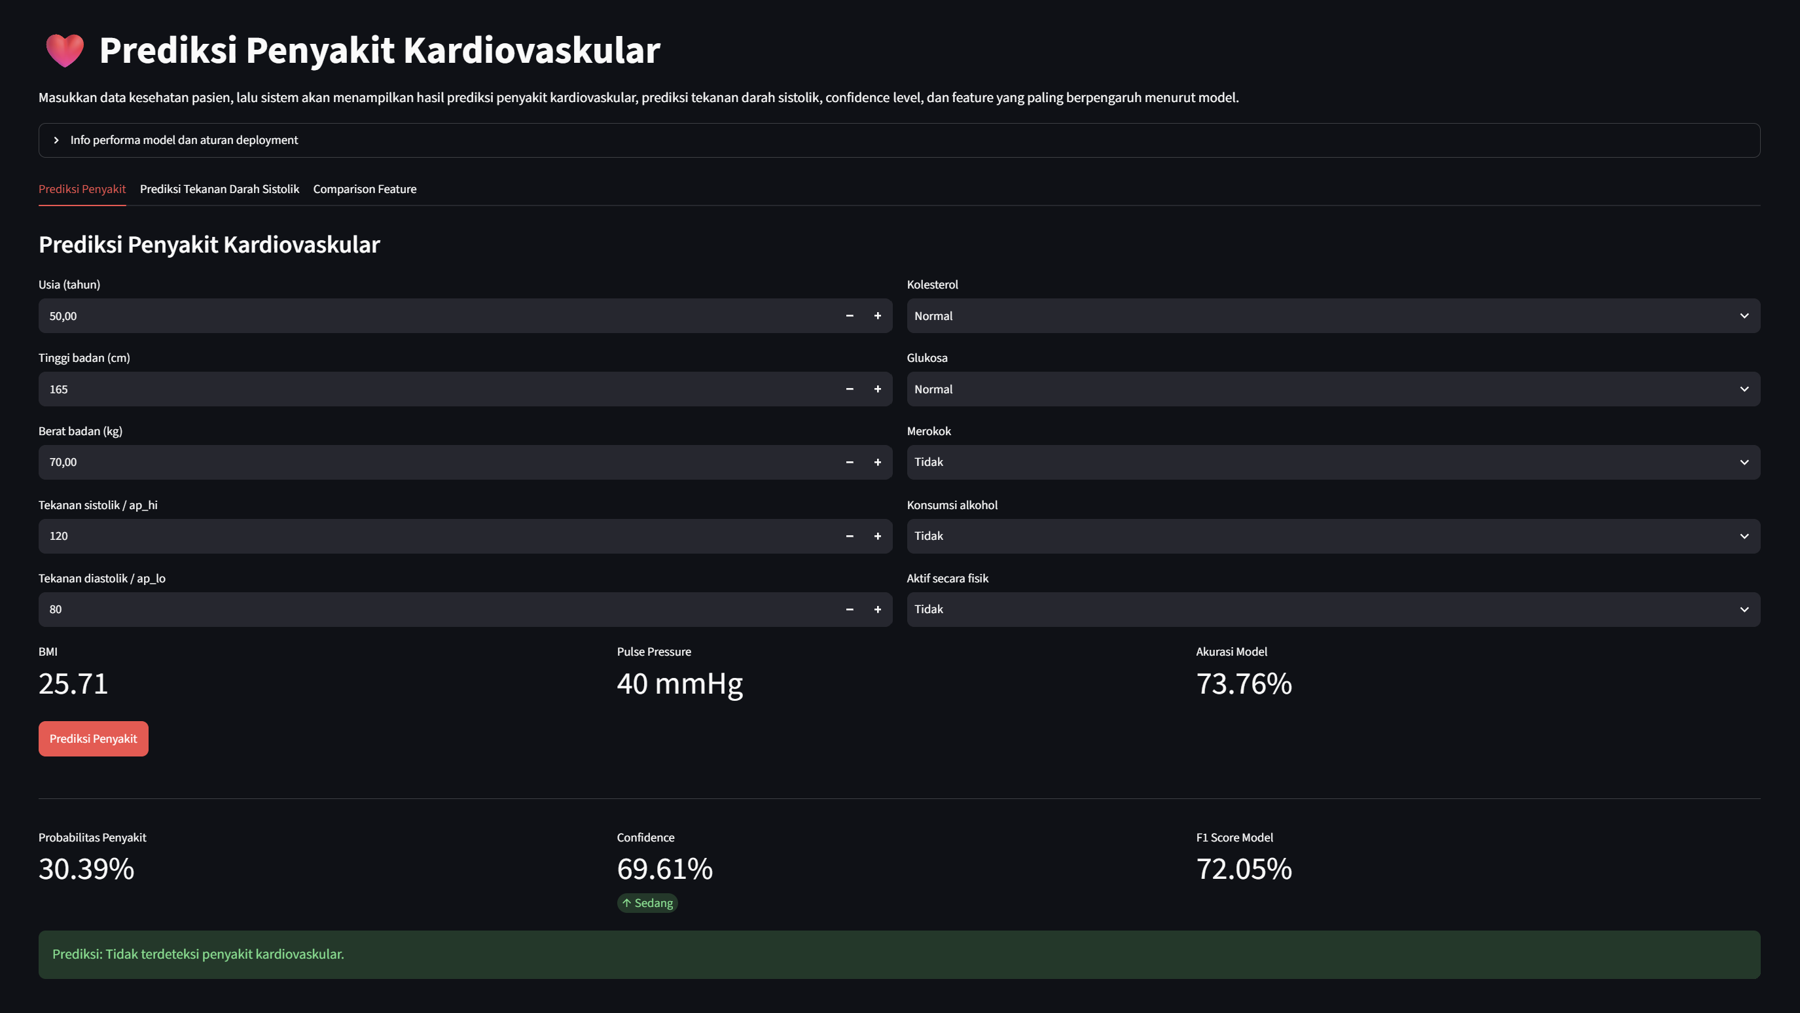 Prediksi Penyakit Kardiovaskular
Masukkan data kesehatan pasien, lalu sistem akan menampilkan hasil prediksi penyakit kardiovaskular, prediksi tekanan darah sistolik, confidence level, dan feature yang paling berpengaruh menurut model.
Info performa model dan aturan deployment
Prediksi Penyakit Prediksi Tekanan Darah Sistolik Comparison Feature
Prediksi Penyakit Kardiovaskular
Usia (tahun)
50,00
Tinggi badan (cm)
165
Berat badan (kg)
70,00
Tekanan sistolik / ap_hi
120
Tekanan diastolik / ap_lo
80
Kolesterol
Normal
Glukosa
Normal
Merokok
Tidak
Konsumsi alkohol
Tidak
Aktif secara fisik
Tidak
BMI
25.71
Pulse Pressure
40 mmHg
Akurasi Model
73.76%
Prediksi Penyakit
Probabilitas Penyakit
30.39%
Confidence
69.61%
↑ Sedang
F1 Score Model
72.05%
Prediksi: Tidak terdeteksi penyakit kardiovaskular.